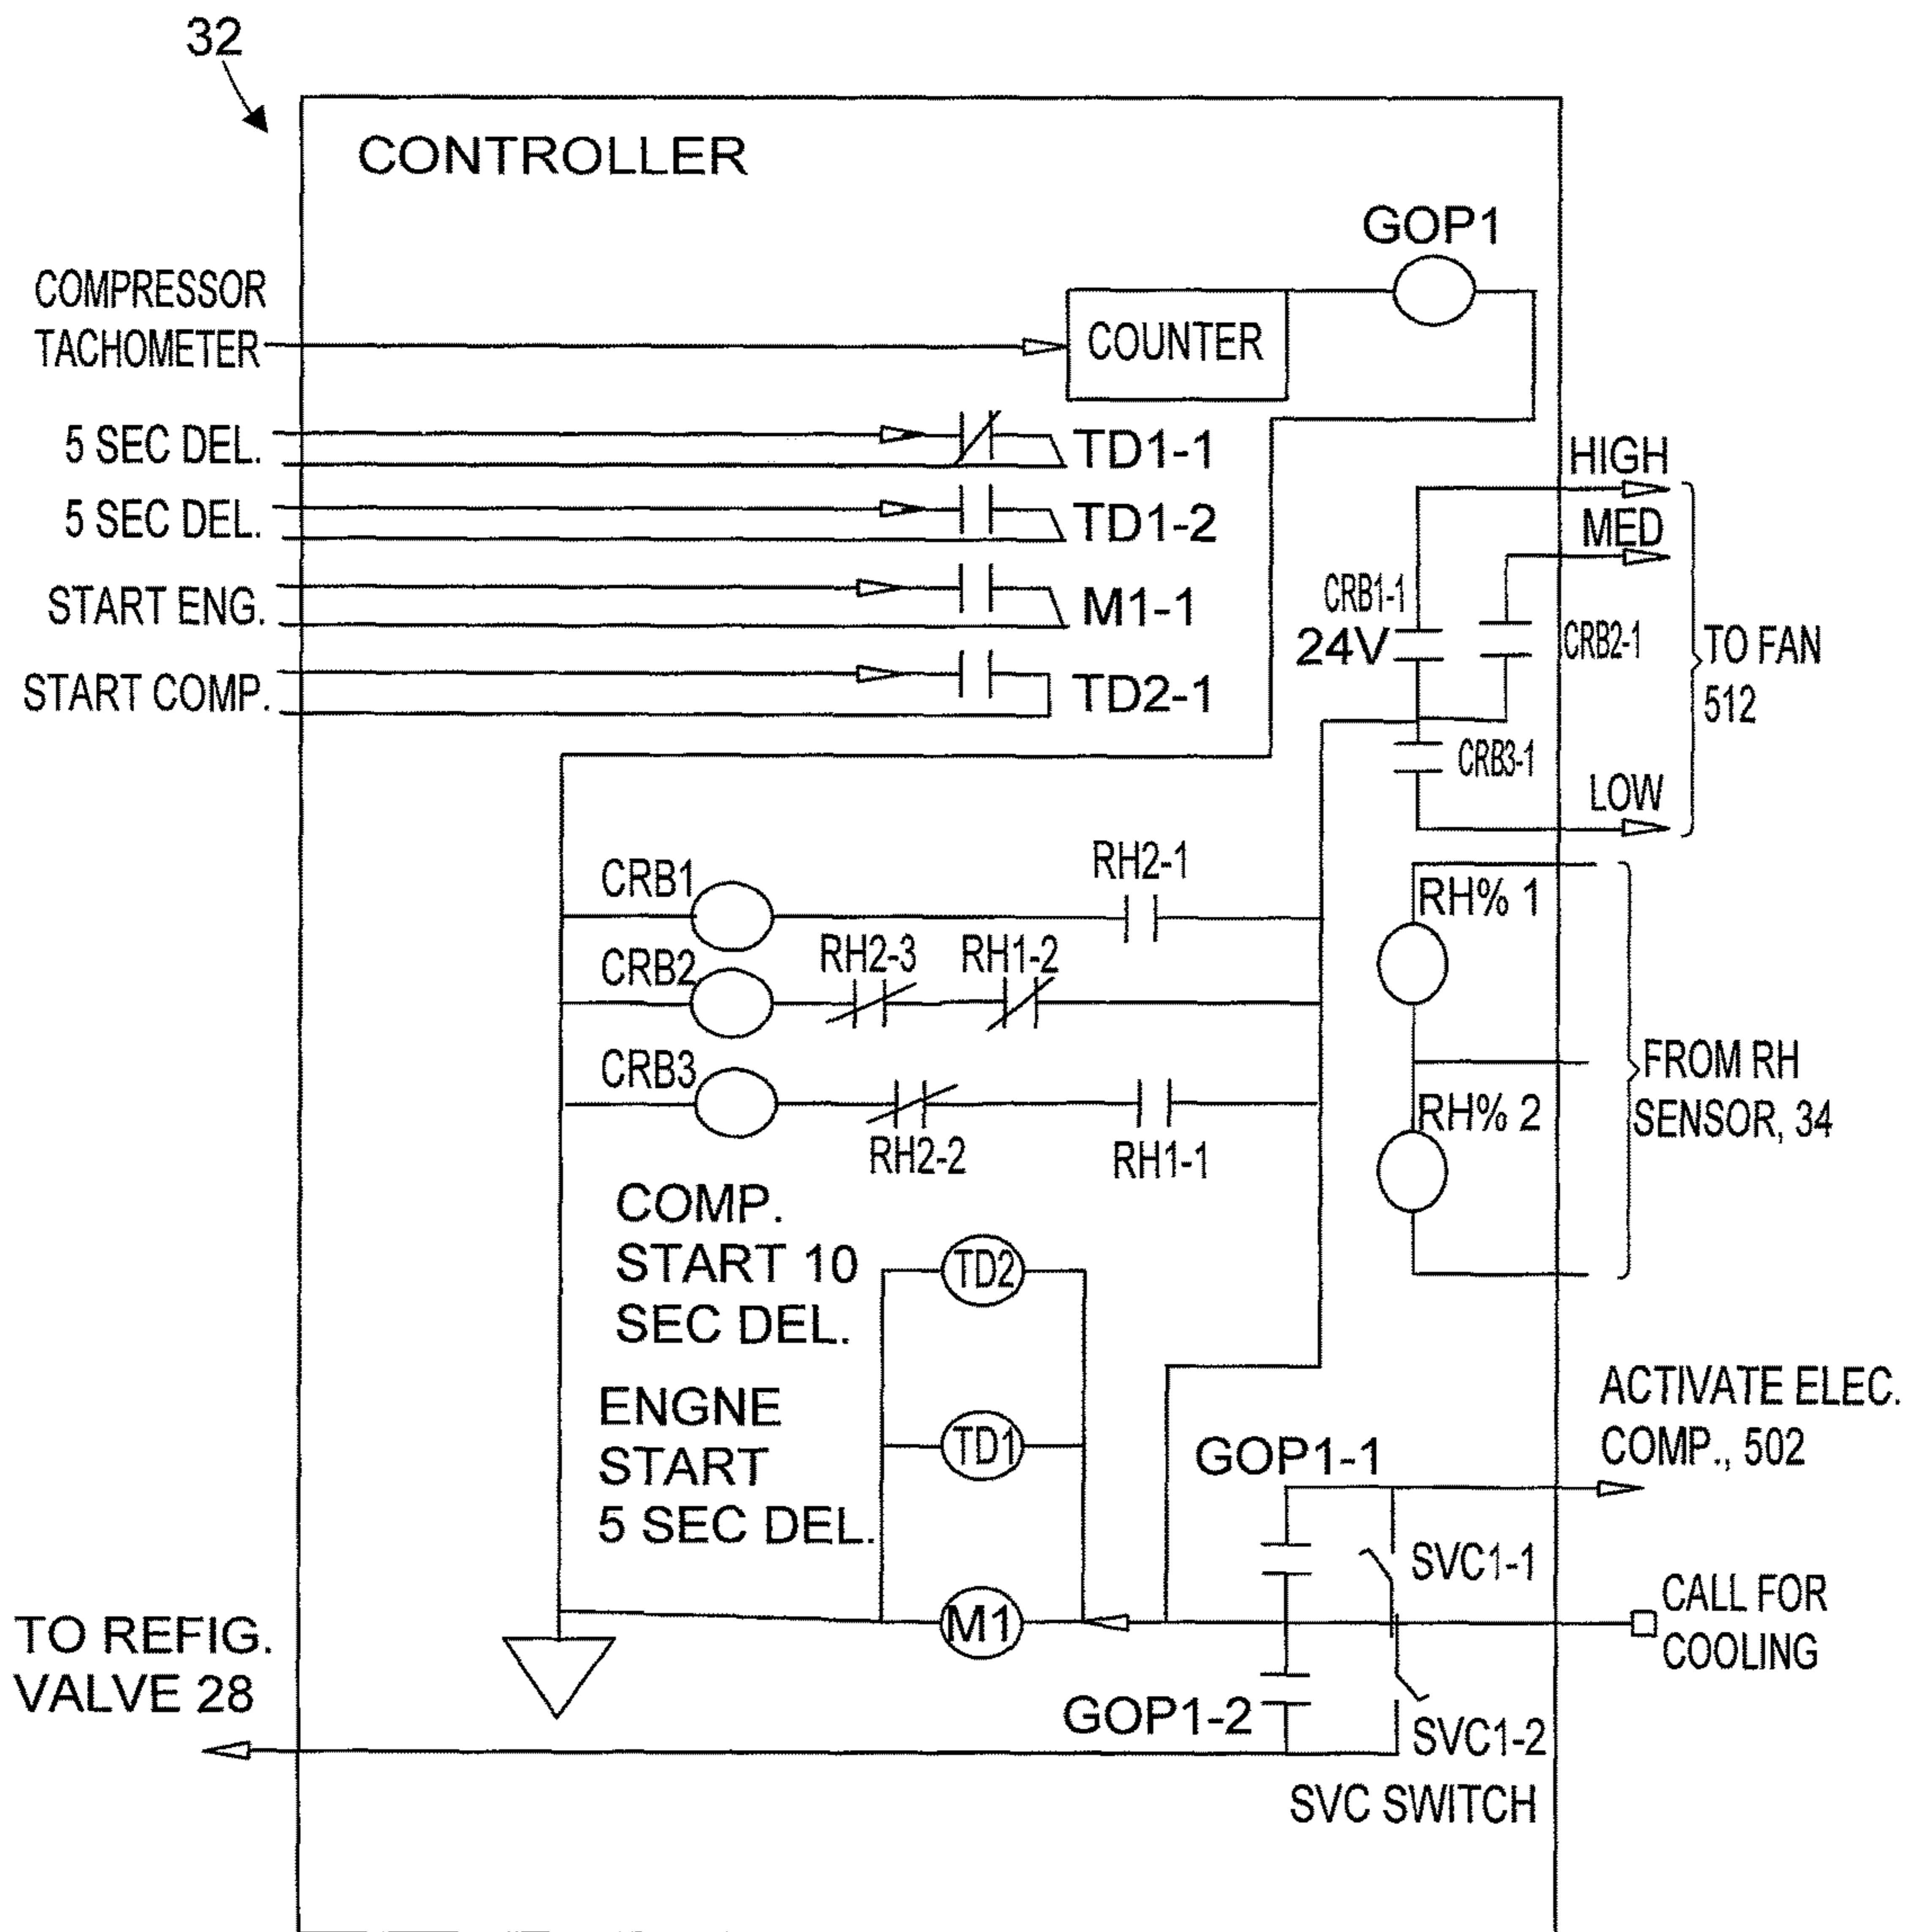 32
CONTROLLER
GOP1
COMPRESSOR
TACHOMETER
COUNTER
5 SEC DEL.
TD1-1
5 SEC DEL.
TD1-2
START ENG.
M1-1
START COMP.
TD2-1
HIGH
MED
CRB1-1
24V
CRB2-1
TO FAN
512
CRB3-1
LOW
CRB1
RH2-1
RH% 1
CRB2
RH2-3
RH1-2
CRB3
RH2-2
RH1-1
RH% 2
FROM RH
SENSOR, 34
COMP.
START 10
SEC DEL.
TD2
ENGNE
START
5 SEC DEL.
TD1
GOP1-1
ACTIVATE ELEC.
COMP., 502
SVC1-1
M1
CALL FOR
COOLING
TO REFIG.
VALVE 28
GOP1-2
SVC1-2
SVC SWITCH